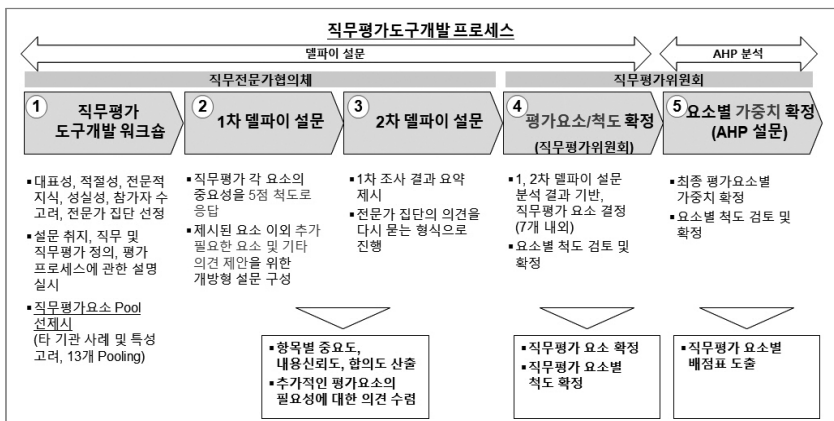 직무평가도구개발 프로세스
델파이 설문
AHP 분석
직무전문가협의체
직무평가위원회
1
직무평가
도구개발 워크숍
2
1차 델파이 설문
3
2차 델파이 설문
4
평가요소/척도 확정
(직무평가위원회)
5
요소별 가중치 확정
(AHP 설문)
▪대표성, 적절성, 전문적
지식, 성실성, 참가자 수
고려, 전문가 집단 선정
▪설문 취지, 직무 및
직무평가 정의, 평가
프로세스에 관한 설명
실시
▪직무평가요소 Pool
선제시
(타 기관 사례 및 특성
고려, 13개 Pooling)
▪직무평가 각 요소의
중요성을 5점 척도로
응답
▪제시된 요소 이외 추가
필요한 요소 및 기타
의견 제안을 위한
개방형 설문 구성
▪1차 조사 결과 요약
제시
▪전문가 집단의 의견을
다시 묻는 형식으로
진행
▪1, 2차 델파이 설문
분석 결과 기반,
직무평가 요소 결정
(7개 내외)
▪요소별 척도 검토 및
확정
▪최종 평가요소별
가중치 확정
▪요소별 척도 검토 및
확정
▪항목별 중요도,
내용신뢰도, 합의도 산출
▪추가적인 평가요소의
필요성에 대한 의견 수렴
▪직무평가 요소 확정
▪직무평가 요소별
척도 확정
▪직무평가 요소별
배점표 도출